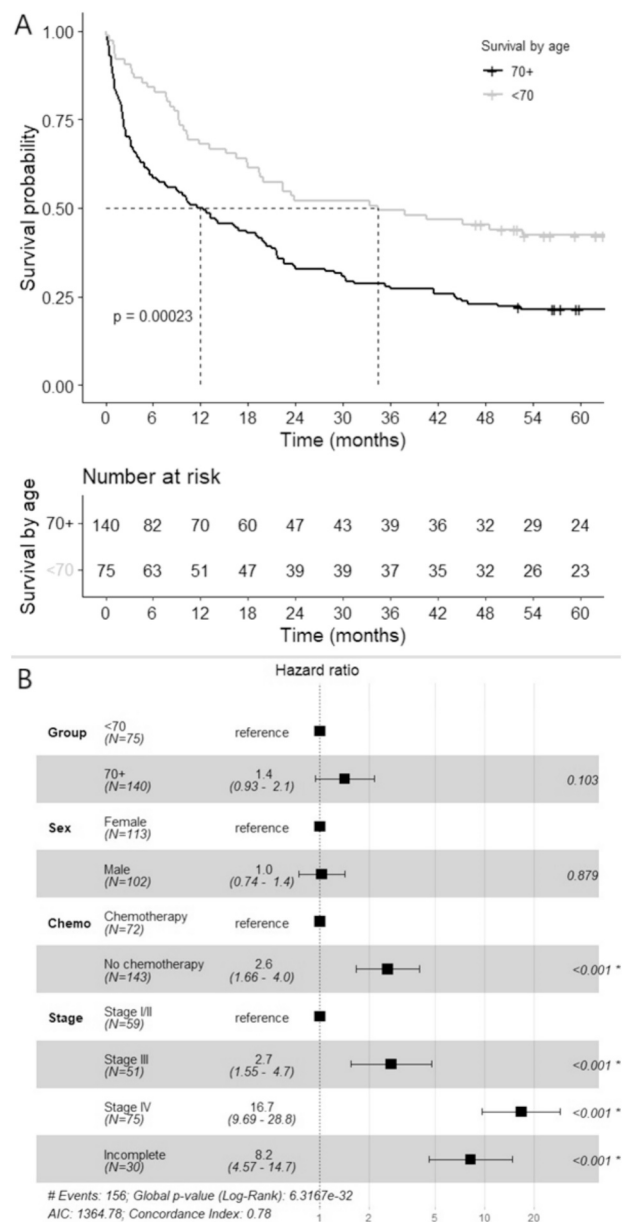 A
Survival probability
1.00
0.75
0.50
0.25
0.00
Survival by age
70+
<70
p = 0.00023
0 6 12 18 24 30 36 42 48 54 60
Time (months)
Number at risk
Survival by age
70+ 140 82 70 60 47 43 39 36 32 29 24
<70 75 63 51 47 39 39 37 35 32 26 23
0 6 12 18 24 30 36 42 48 54 60
Time (months)
B
Hazard ratio
Group <70 reference
(N=75)
70+ 1.4 0.103
(N=140) (0.93 - 2.1)
Sex Female reference
(N=113)
Male 1.0 0.879
(N=102) (0.74 - 1.4)
Chemo Chemotherapy reference
(N=72)
No chemotherapy 2.6 <0.001 *
(N=143) (1.66 - 4.0)
Stage Stage I/II reference
(N=59)
Stage III 2.7 <0.001 *
(N=51) (1.55 - 4.7)
Stage IV 16.7 <0.001 *
(N=75) (9.69 - 28.8)
Incomplete 8.2 <0.001 *
(N=30) (4.57 - 14.7)
# Events: 156; Global p-value (Log-Rank): 6.3167e-32
AIC: 1364.78; Concordance Index: 0.78
1 2 5 10 20